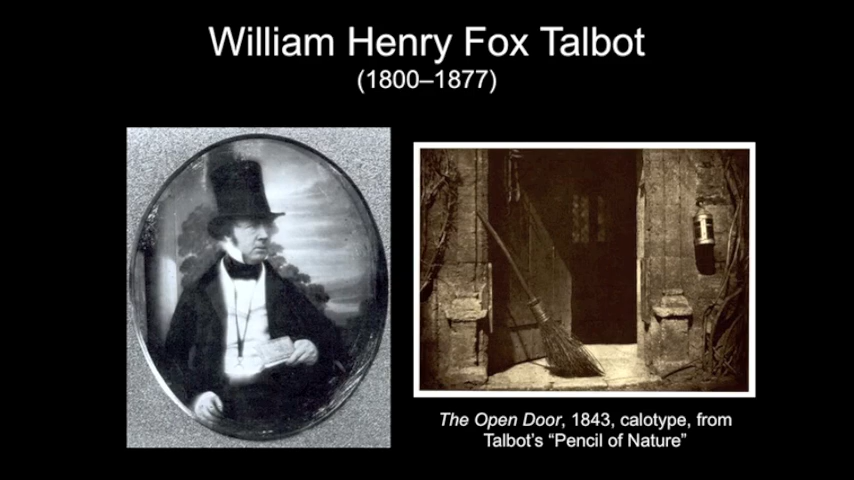 William Henry Fox Talbot
(1800–1877)
The Open Door, 1843, calotype, from
Talbot's “Pencil of Nature”